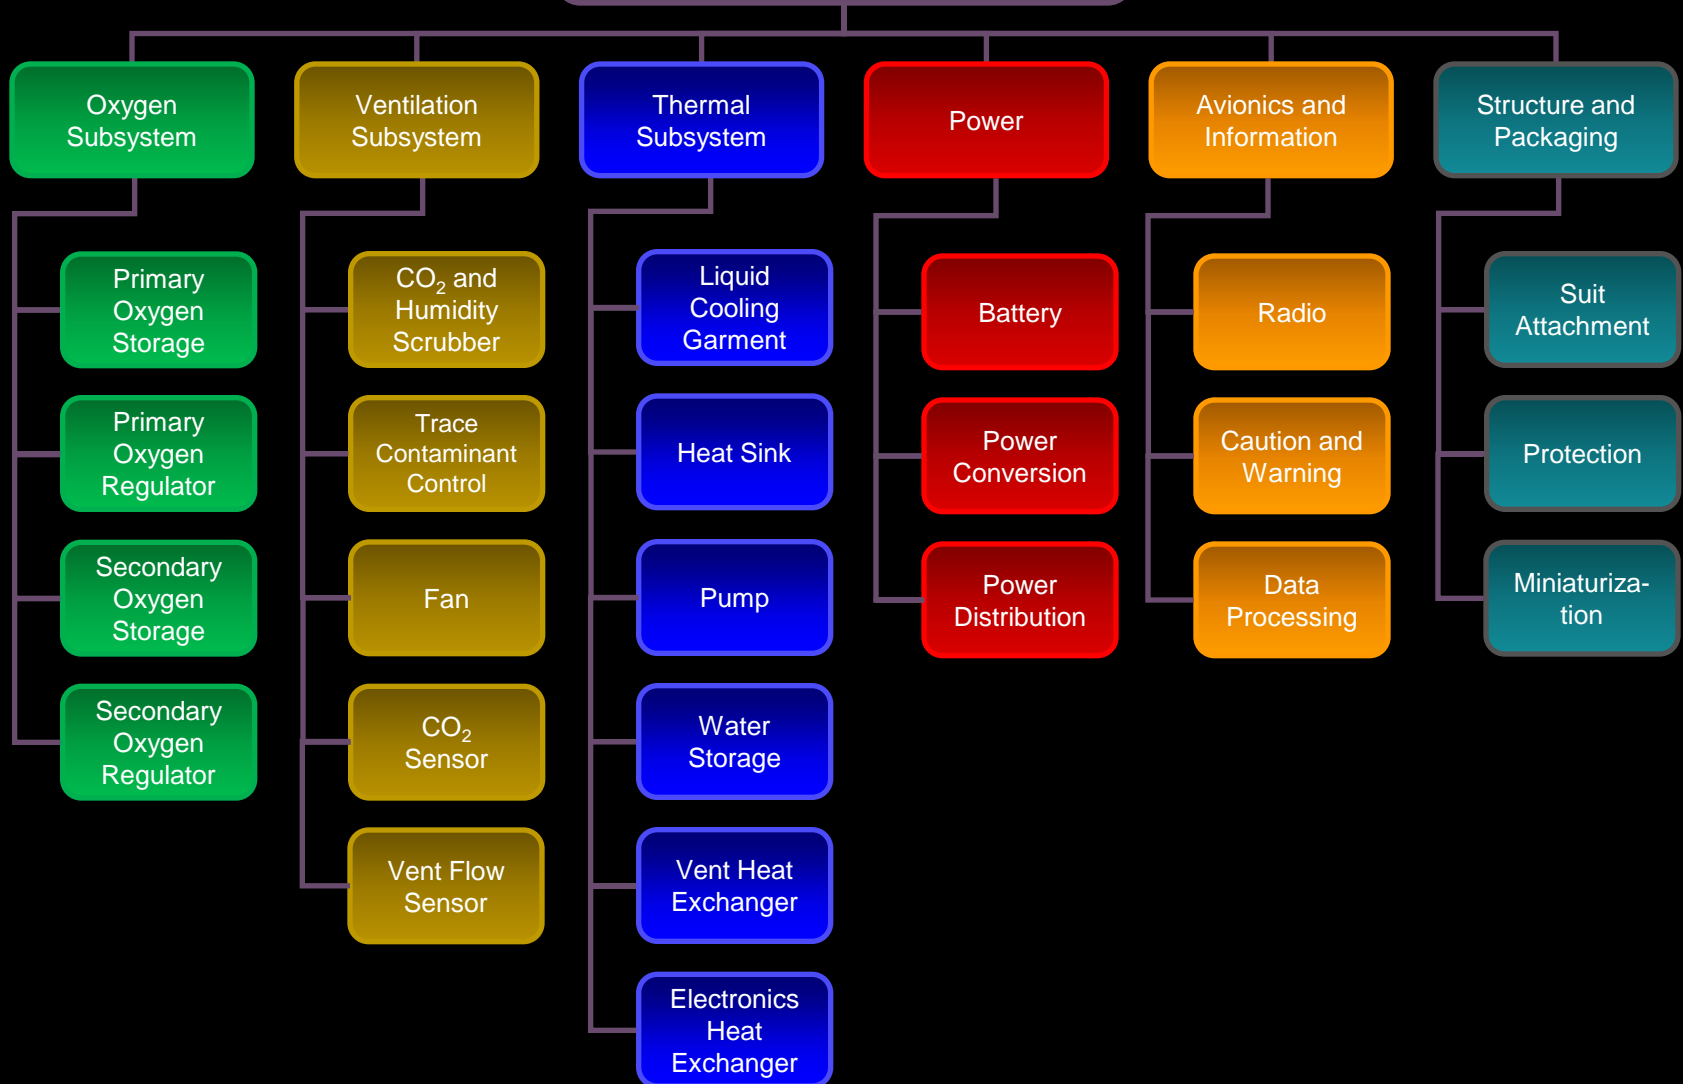 Oxygen
Subsystem
Ventilation
Subsystem
Thermal
Subsystem
Power
Avionics and
Information
Structure and
Packaging
Primary
Oxygen
Storage
Primary
Oxygen
Regulator
Secondary
Oxygen
Storage
Secondary
Oxygen
Regulator
CO₂ and
Humidity
Scrubber
Trace
Contaminant
Control
Fan
CO₂
Sensor
Vent Flow
Sensor
Liquid
Cooling
Garment
Heat Sink
Pump
Water
Storage
Vent Heat
Exchanger
Electronics
Heat
Exchanger
Battery
Power
Conversion
Power
Distribution
Radio
Caution and
Warning
Data
Processing
Suit
Attachment
Protection
Miniaturiza-
tion